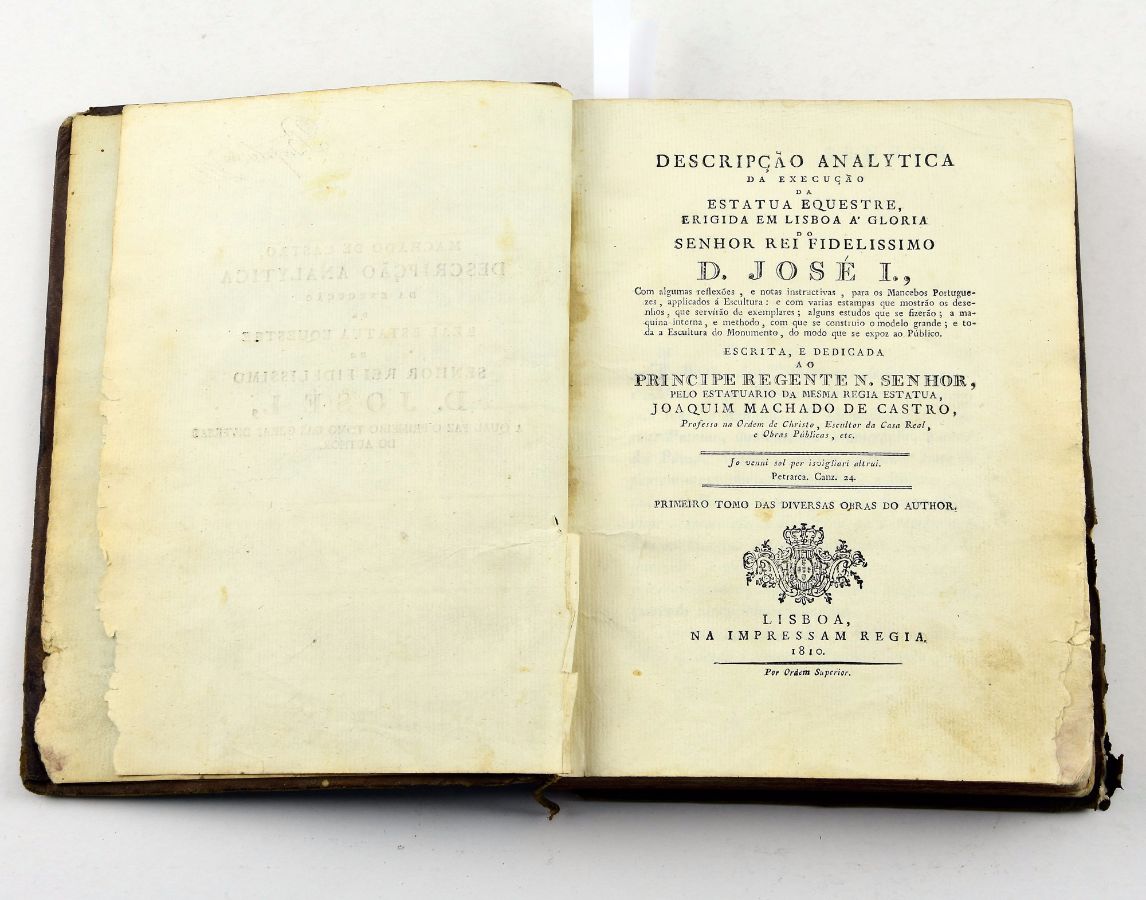 DESCRIPÇÃO ANALYTICA
DA EXECUÇÃO
DA
ESTATUA EQUESTRE,
ERIGIDA EM LISBOA A' GLORIA
DO
SENHOR REI FIDELISSIMO
D. JOSÉ I.,
Com algumas reflexões, e notas instructivas, para os Mancebos Portugue-
zes, applicados á Escultura: e com varias estampas que mostrão os dese-
nhos, que servírão de exemplares; alguns estudos que se fizerão; a ma-
quina interna, e methodo, com que se construio o modelo grande; e to-
da a Escultura do Monumento, do modo que se expoz ao Público.
ESCRITA, E DEDICADA
AO
PRINCIPE REGENTE N. SENHOR,
PELO ESTATUARIO DA MESMA REGIA ESTATUA,
JOAQUIM MACHADO DE CASTRO,
Professo na Ordem de Christo, Escultor da Casa Real,
e Obras Públicas, etc.
Jo venni sol per isvigliari altrui.
Petrarca. Canz. 24.
PRIMEIRO TOMO DAS DIVERSAS OBRAS DO AUTHOR.
LISBOA,
NA IMPRESSAM REGIA.
1810.
Por Ordem Superior.